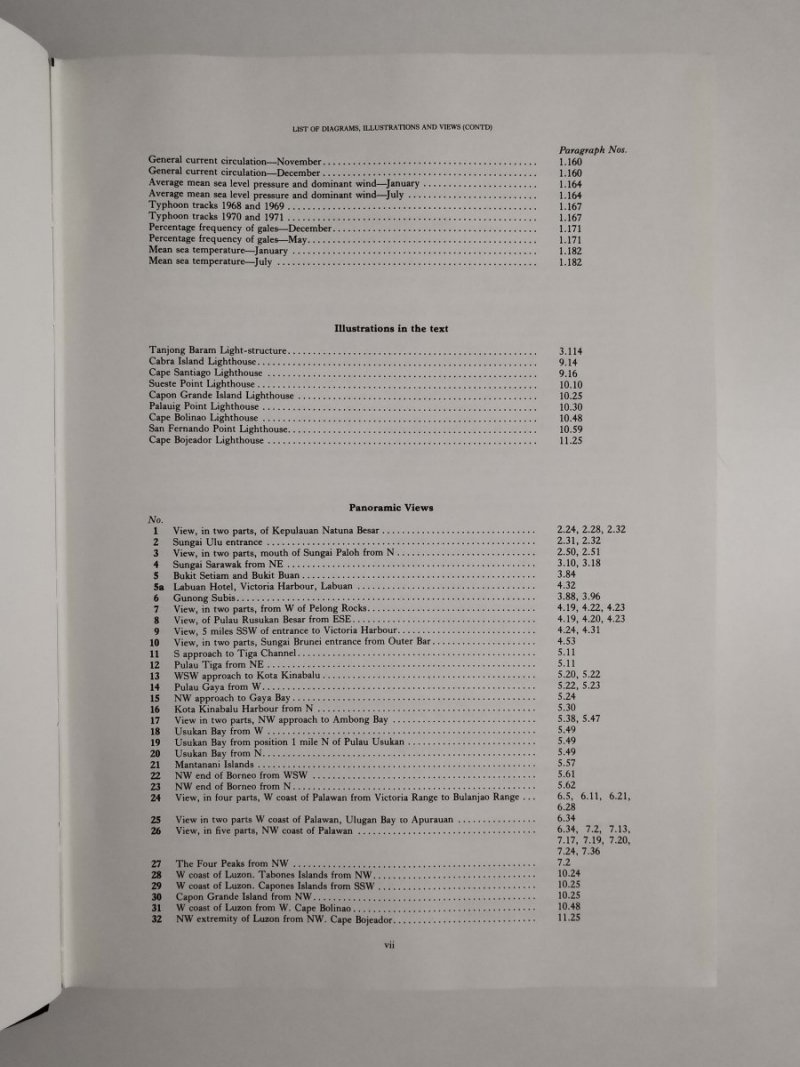 LIST OF DIAGRAMS, ILLUSTRATIONS AND VIEWS (CONTD)
Paragraph Nos.
General current circulation—November........................................... 1.160
General current circulation—December........................................... 1.160
Average mean sea level pressure and dominant wind—January ....................... 1.164
Average mean sea level pressure and dominant wind—July .......................... 1.164
Typhoon tracks 1968 and 1969 .................................................. 1.167
Typhoon tracks 1970 and 1971 .................................................. 1.167
Percentage frequency of gales—December......................................... 1.171
Percentage frequency of gales—May.............................................. 1.171
Mean sea temperature—January .................................................. 1.182
Mean sea temperature—July ..................................................... 1.182
Illustrations in the text
Tanjong Baram Light-structure.................................................. 3.114
Cabra Island Lighthouse........................................................ 9.14
Cape Santiago Lighthouse ...................................................... 9.16
Sueste Point Lighthouse........................................................ 10.10
Capon Grande Island Lighthouse ................................................ 10.25
Palauig Point Lighthouse ...................................................... 10.30
Cape Bolinao Lighthouse ....................................................... 10.48
San Fernando Point Lighthouse.................................................. 10.59
Cape Bojeador Lighthouse ...................................................... 11.25
Panoramic Views
No.
1 View, in two parts, of Kepulauan Natuna Besar ............................... 2.24, 2.28, 2.32
2 Sungai Ulu entrance ......................................................... 2.31, 2.32
3 View, in two parts, mouth of Sungai Paloh from N............................ 2.50, 2.51
4 Sungai Sarawak from NE ...................................................... 3.10, 3.18
5 Bukit Setiam and Bukit Buan.................................................. 3.84
5a Labuan Hotel, Victoria Harbour, Labuan ..................................... 4.32
6 Gunong Subis................................................................. 3.88, 3.96
7 View, in two parts, from W of Pelong Rocks.................................. 4.19, 4.22, 4.23
8 View, of Pulau Rusukan Besar from ESE....................................... 4.19, 4.20, 4.23
9 View, 5 miles SSW of entrance to Victoria Harbour........................... 4.24, 4.31
10 View, in two parts, Sungai Brunei entrance from Outer Bar.................. 4.53
11 S approach to Tiga Channel................................................. 5.11
12 Pulau Tiga from NE ........................................................ 5.11
13 WSW approach to Kota Kinabalu.............................................. 5.20, 5.22
14 Pulau Gaya from W.......................................................... 5.22, 5.23
15 NW approach to Gaya Bay.................................................... 5.24
16 Kota Kinabalu Harbour from N .............................................. 5.30
17 View in two parts, NW approach to Ambong Bay .............................. 5.38, 5.47
18 Usukan Bay from W ......................................................... 5.49
19 Usukan Bay from position 1 mile N of Pulau Usukan ......................... 5.49
20 Usukan Bay from N.......................................................... 5.49
21 Mantanani Islands ......................................................... 5.57
22 NW end of Borneo from WSW ................................................. 5.61
23 NW end of Borneo from N.................................................... 5.62
24 View, in four parts, W coast of Palawan from Victoria Range to Bulanjao Range ... 6.5, 6.11, 6.21,
6.28
25 View in two parts W coast of Palawan, Ulugan Bay to Apurauan ............... 6.34
26 View, in five parts, NW coast of Palawan .................................. 6.34, 7.2, 7.13,
7.17, 7.19, 7.20,
7.24, 7.36
27 The Four Peaks from NW .................................................... 7.2
28 W coast of Luzon. Tabones Islands from NW.................................. 10.24
29 W coast of Luzon. Capones Islands from SSW ................................ 10.25
30 Capon Grande Island from NW................................................ 10.25
31 W coast of Luzon from W. Cape Bolinao...................................... 10.48
32 NW extremity of Luzon from NW. Cape Bojeador............................... 11.25
vii